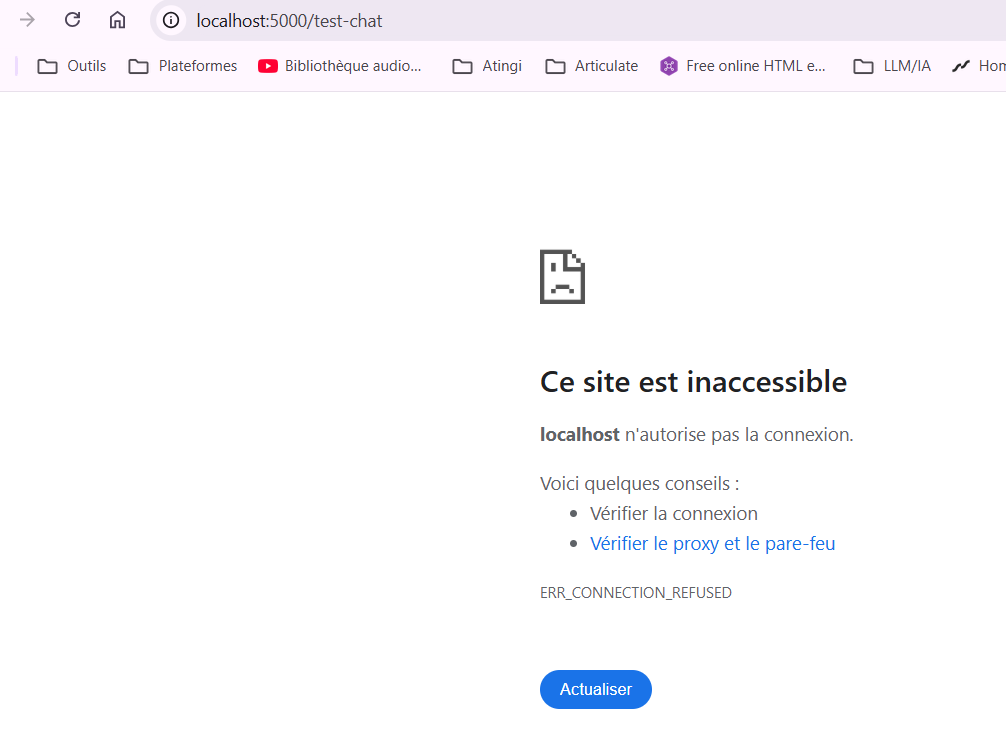 localhost:5000/test-chat
Outils Plateformes Bibliothèque audio... Atingi Articulate Free online HTML e... LLM/IA
Ce site est inaccessible
localhost n'autorise pas la connexion.
Voici quelques conseils :
Vérifier la connexion
Vérifier le proxy et le pare-feu
ERR_CONNECTION_REFUSED
Actualiser